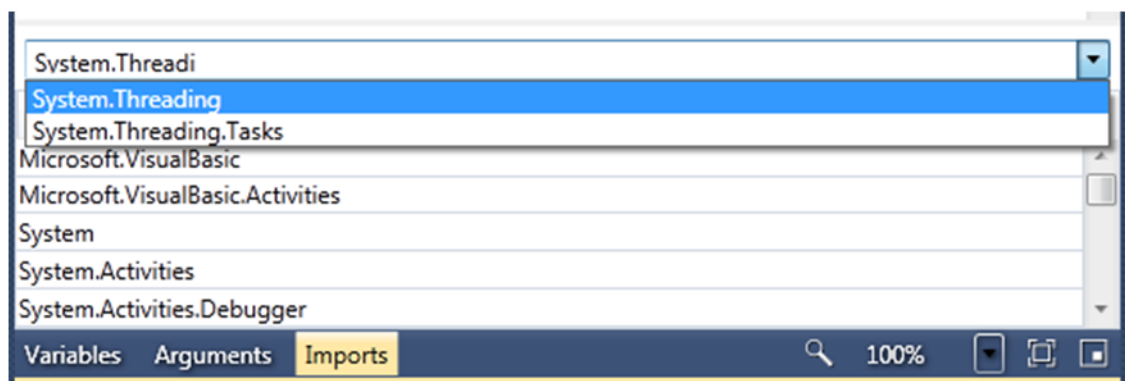 System.Threadi
System.Threading
System.Threading.Tasks
Microsoft.VisualBasic
Microsoft.VisualBasic.Activities
System
System.Activities
System.Activities.Debugger
Variables Arguments Imports 100%